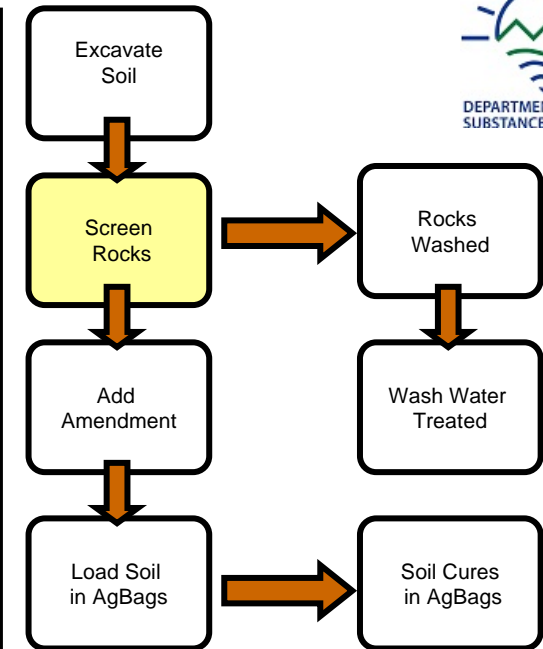 Excavate
Soil
DEPARTMEN
SUBSTANCE
Screen
Rocks
Rocks
Washed
Add
Amendment
Wash Water
Treated
Load Soil
in AgBags
Soil Cures
in AgBags